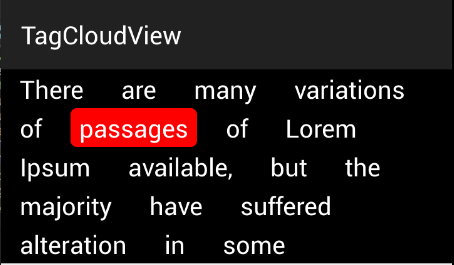 TagCloudView
There are many variations
of passages of Lorem
Ipsum available, but the
majority have suffered
alteration in some